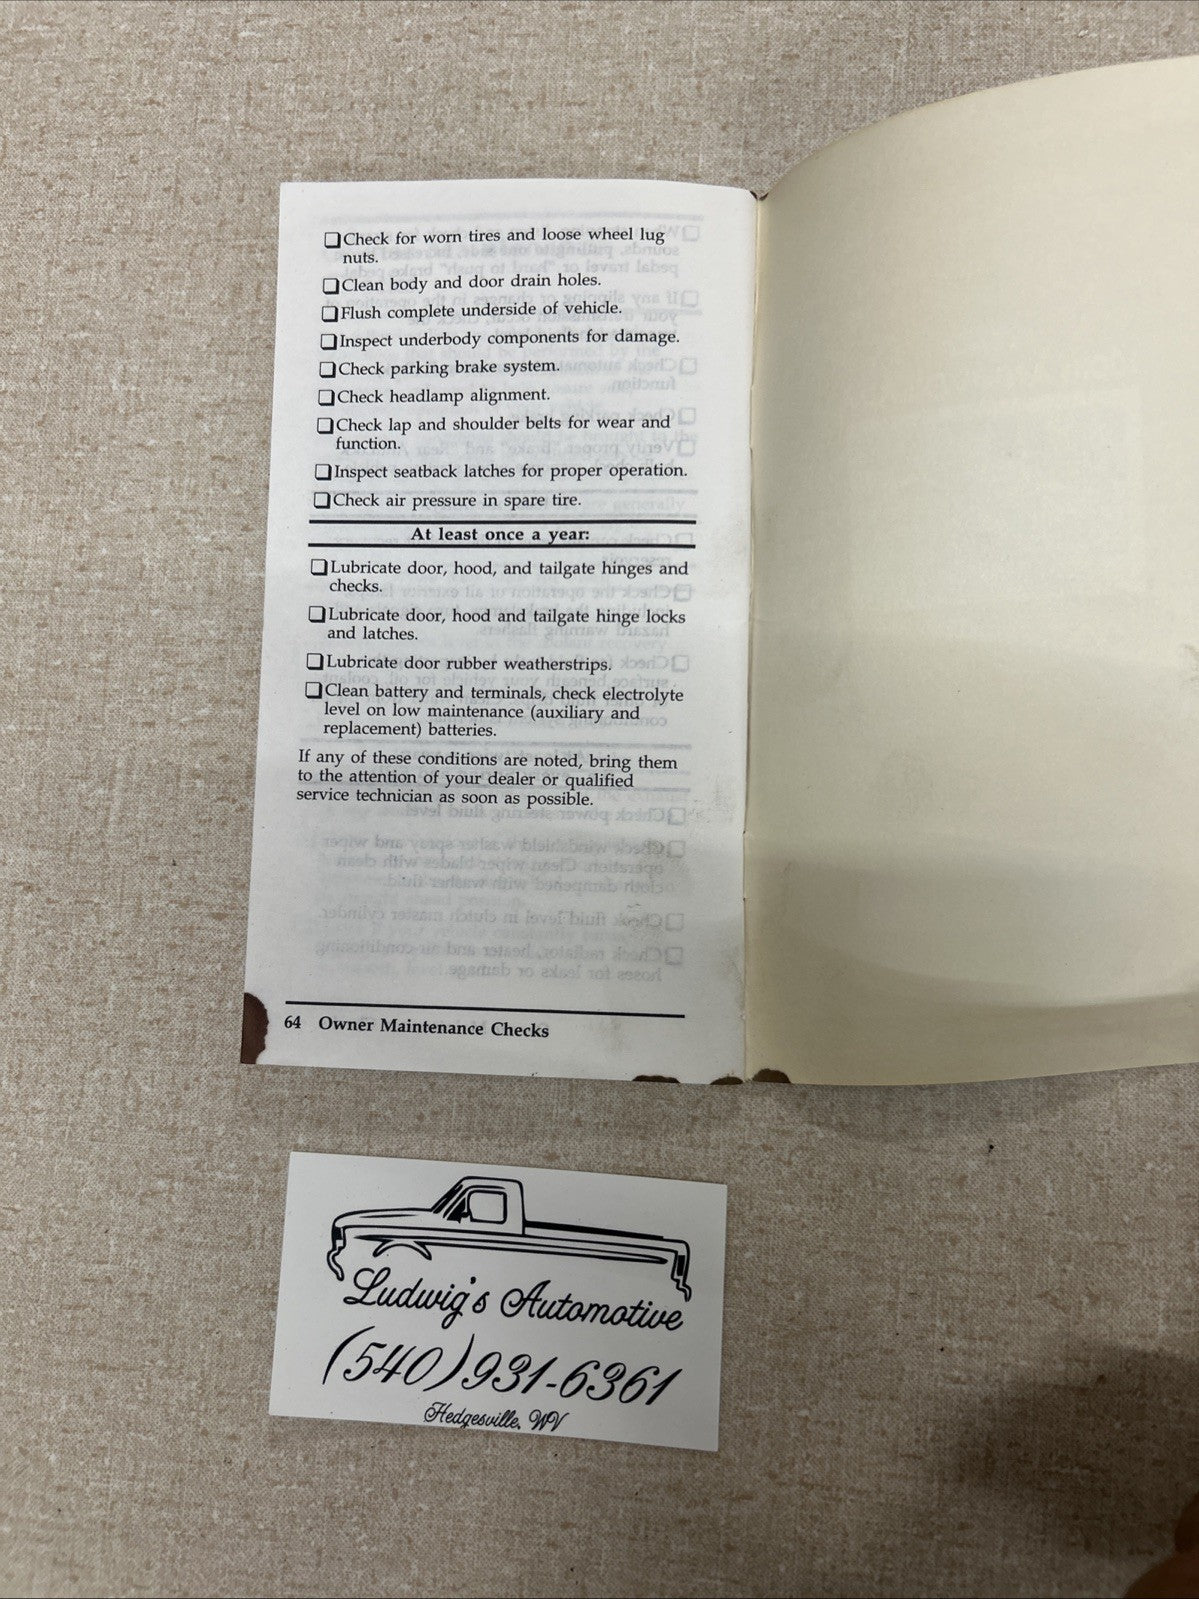 Check for worn tires and loose wheel lug
nuts.
Clean body and door drain holes.
Flush complete underside of vehicle.
Inspect underbody components for damage.
Check parking brake system.
Check headlamp alignment.
Check lap and shoulder belts for wear and
function.
Inspect seatback latches for proper operation.
Check air pressure in spare tire.
At least once a year:
Lubricate door, hood, and tailgate hinges and
checks.
Lubricate door, hood and tailgate hinge locks
and latches.
Lubricate door rubber weatherstrips.
Clean battery and terminals, check electrolyte
level on low maintenance (auxiliary and
replacement) batteries.
If any of these conditions are noted, bring them
to the attention of your dealer or qualified
service technician as soon as possible.
64 Owner Maintenance Checks
Ludwig's Automotive
(540)931-6361
Hedgesville, WV